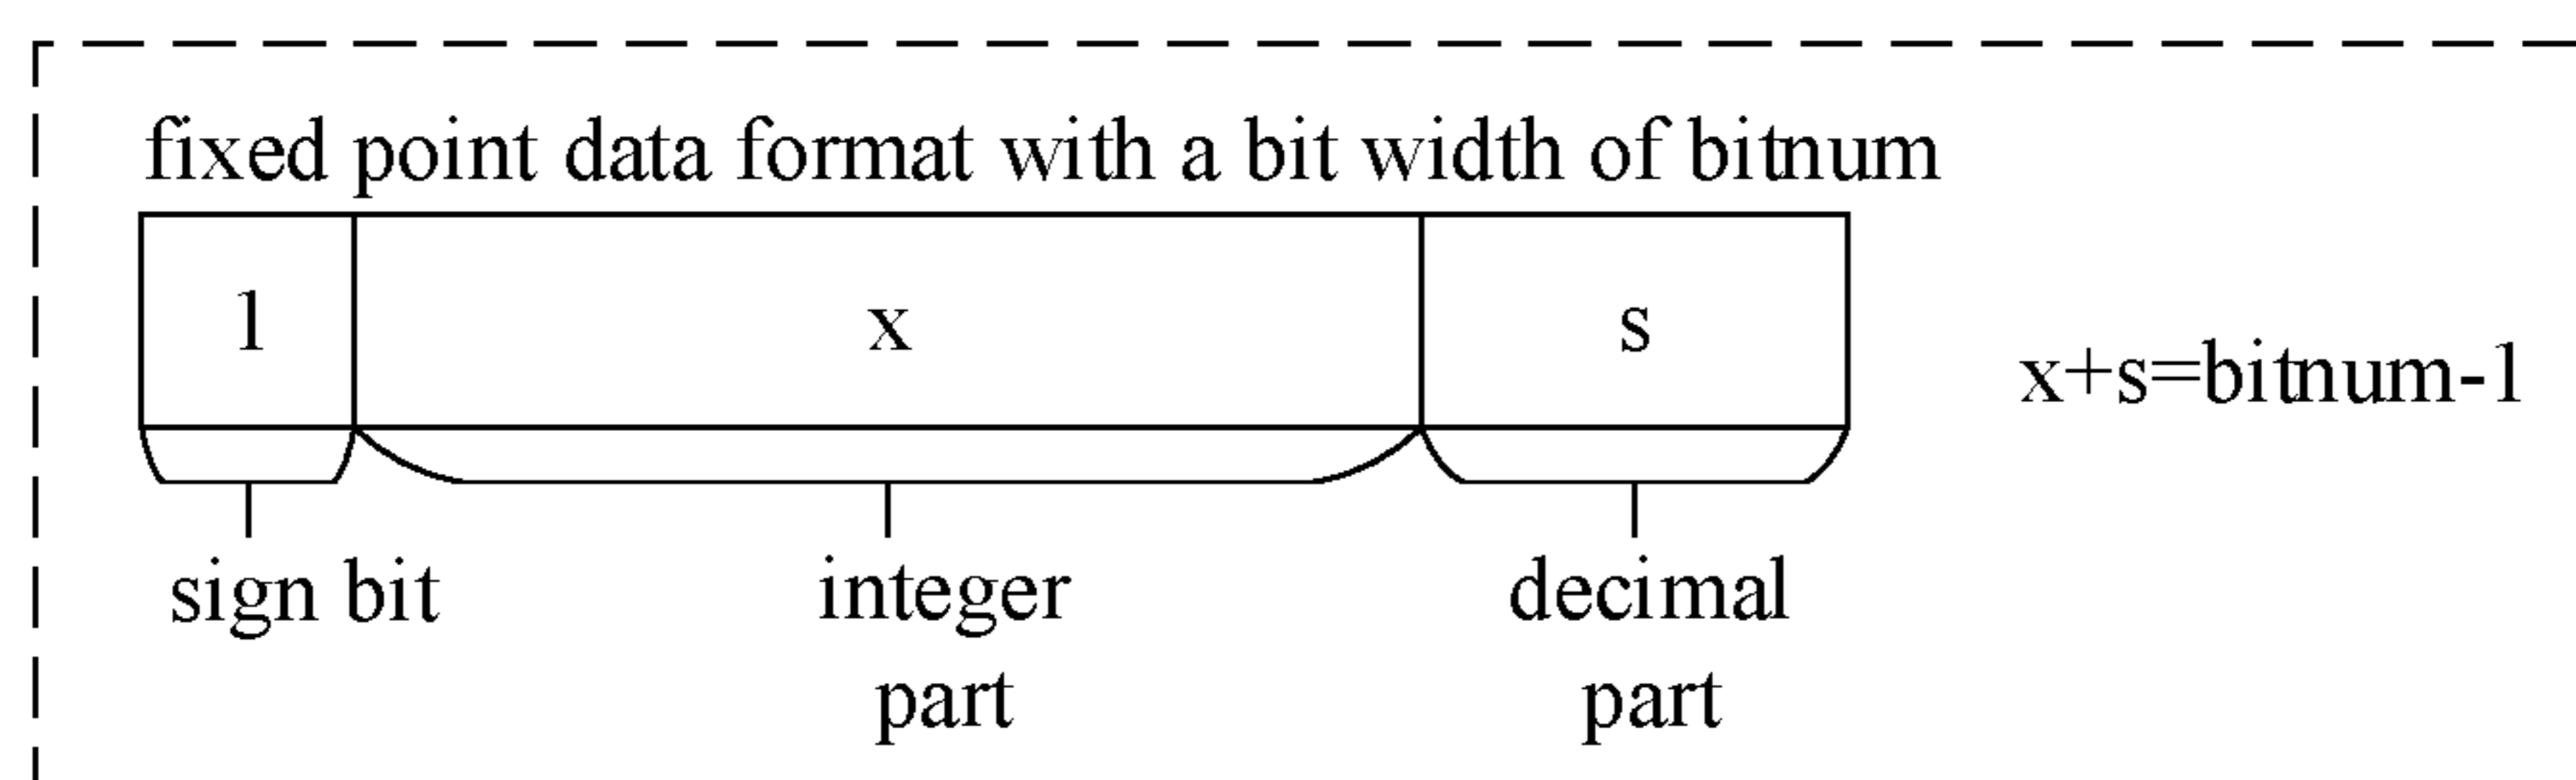 fixed point data format with a bit width of bitnum
1 x s
x+s=bitnum-1
sign bit integer part decimal part